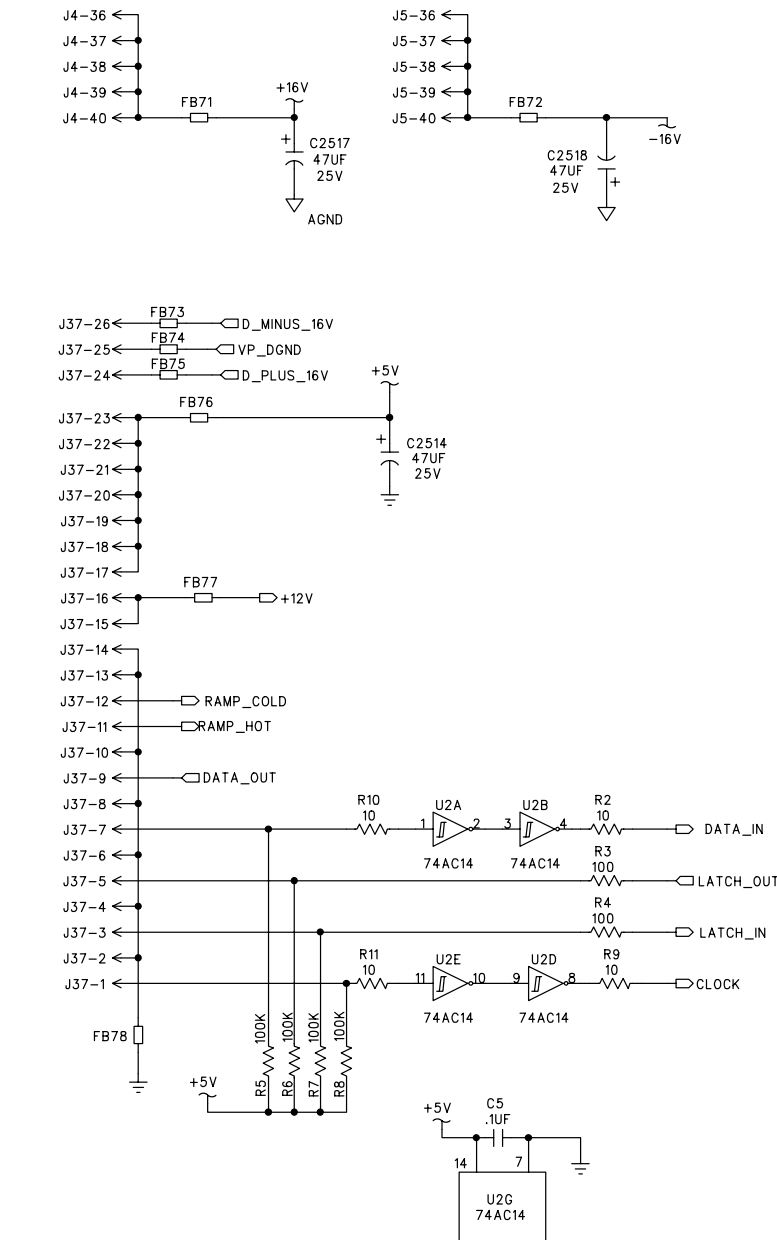 J4-36
J4-37
J4-38
J4-39
J4-40
FB71
+16V
+
C2517
47UF
25V
AGND
J5-36
J5-37
J5-38
J5-39
J5-40
FB72
-16V
C2518
47UF
25V
+
J37-26
FB73
D_MINUS_16V
J37-25
FB74
VP_DGND
J37-24
FB75
D_PLUS_16V
J37-23
FB76
+5V
+
C2514
47UF
25V
J37-22
J37-21
J37-20
J37-19
J37-18
J37-17
J37-16
FB77
+12V
J37-15
J37-14
J37-13
J37-12
RAMP_COLD
J37-11
RAMP_HOT
J37-10
J37-9
DATA_OUT
J37-8
J37-7
R10
10
1
U2A
2
74AC14
3
U2B
4
74AC14
R2
10
DATA_IN
J37-6
J37-5
R3
100
LATCH_OUT
J37-4
J37-3
R4
100
LATCH_IN
J37-2
J37-1
R11
10
11
U2E
10
74AC14
9
U2D
8
74AC14
R9
10
CLOCK
FB78
100K
100K
100K
100K
R5
R6
R7
R8
+5V
+5V
C5
.1UF
14
7
U2G
74AC14